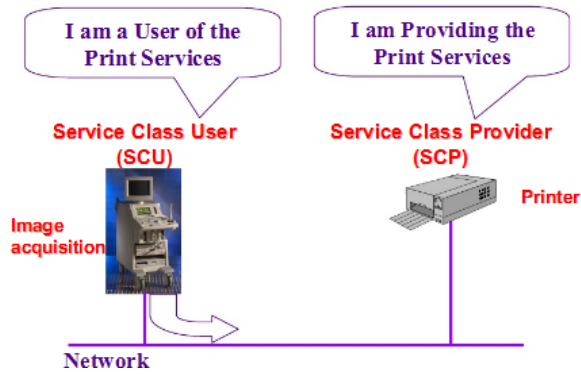 I am a User of the
Print Services
I am Providing the
Print Services
Service Class User
(SCU)
Service Class Provider
(SCP)
Image
acquisition
Printer
Network